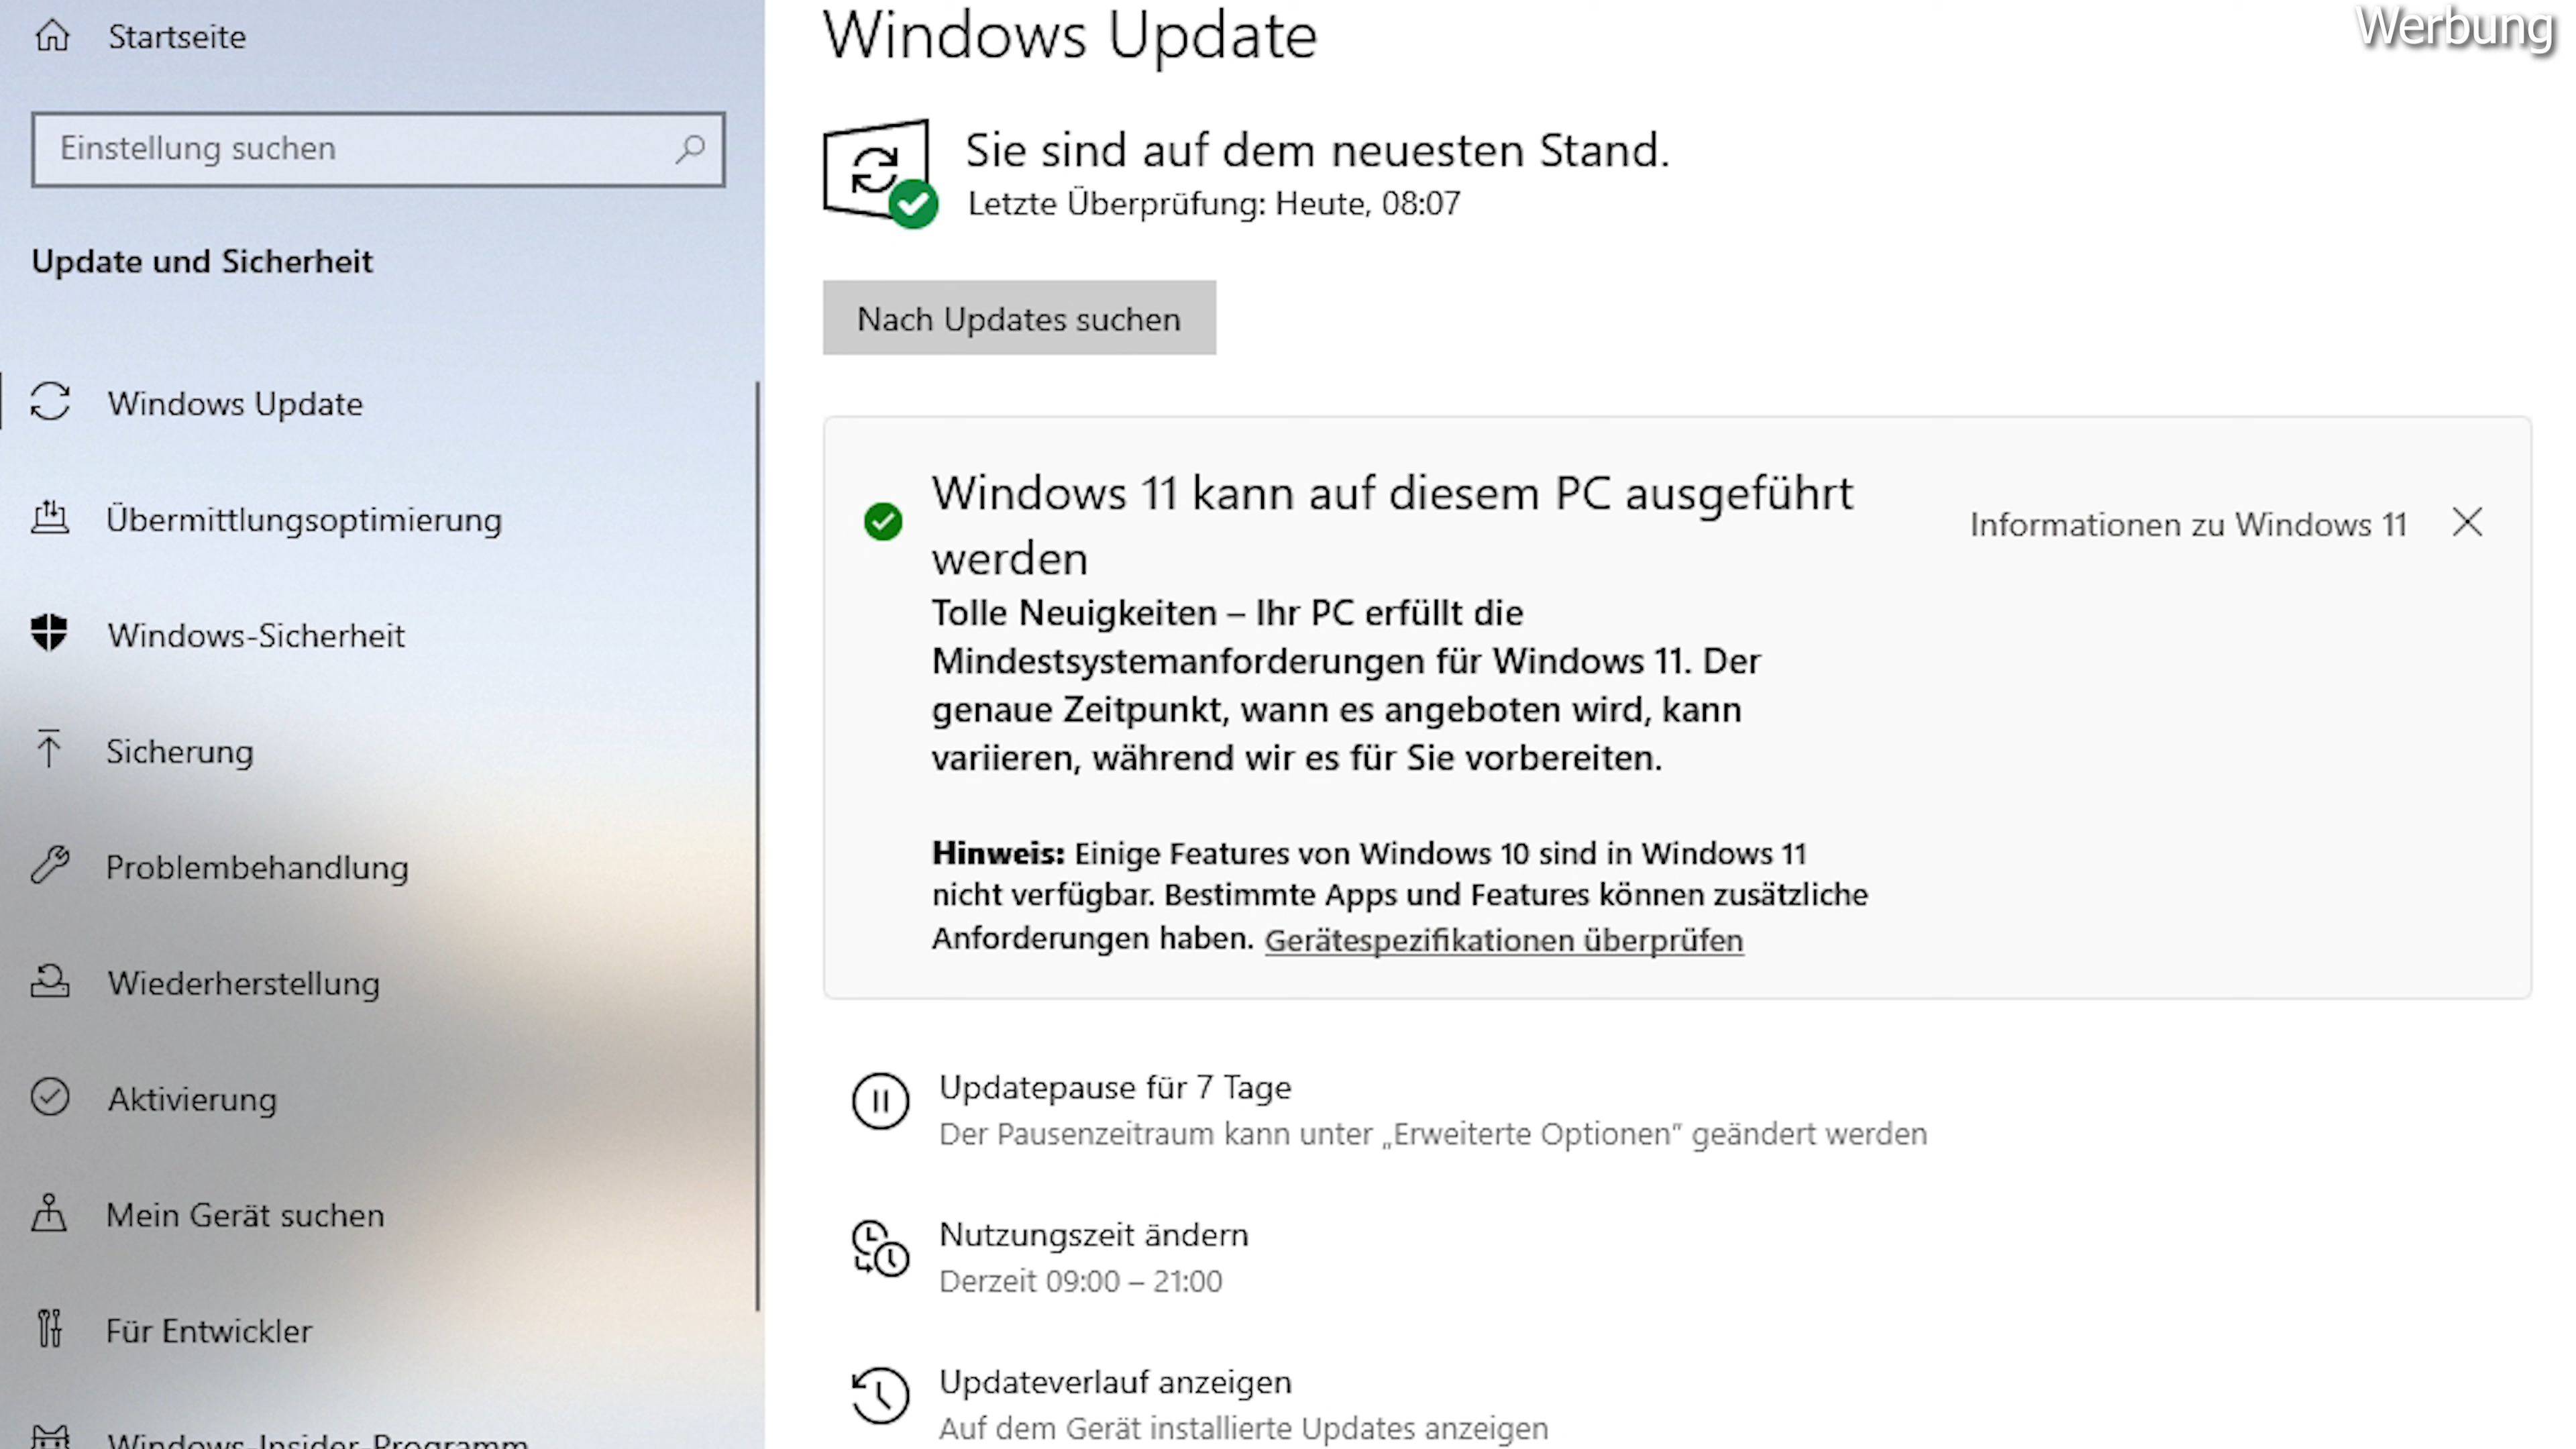 Startseite
Einstellung suchen
Update und Sicherheit
Windows Update
Übermittlungsoptimierung
Windows-Sicherheit
Sicherung
Problembehandlung
Wiederherstellung
Aktivierung
Mein Gerät suchen
Für Entwickler
Windows-Insider-Programm
Windows Update
Werbung
Sie sind auf dem neuesten Stand.
Letzte Überprüfung: Heute, 08:07
Nach Updates suchen
Windows 11 kann auf diesem PC ausgeführt
werden
Informationen zu Windows 11
Tolle Neuigkeiten – Ihr PC erfüllt die
Mindestsystemanforderungen für Windows 11. Der
genaue Zeitpunkt, wann es angeboten wird, kann
variieren, während wir es für Sie vorbereiten.
Hinweis: Einige Features von Windows 10 sind in Windows 11
nicht verfügbar. Bestimmte Apps und Features können zusätzliche
Anforderungen haben. Gerätespezifikationen überprüfen
Updatepause für 7 Tage
Der Pausenzeitraum kann unter „Erweiterte Optionen" geändert werden
Nutzungszeit ändern
Derzeit 09:00 – 21:00
Updateverlauf anzeigen
Auf dem Gerät installierte Updates anzeigen